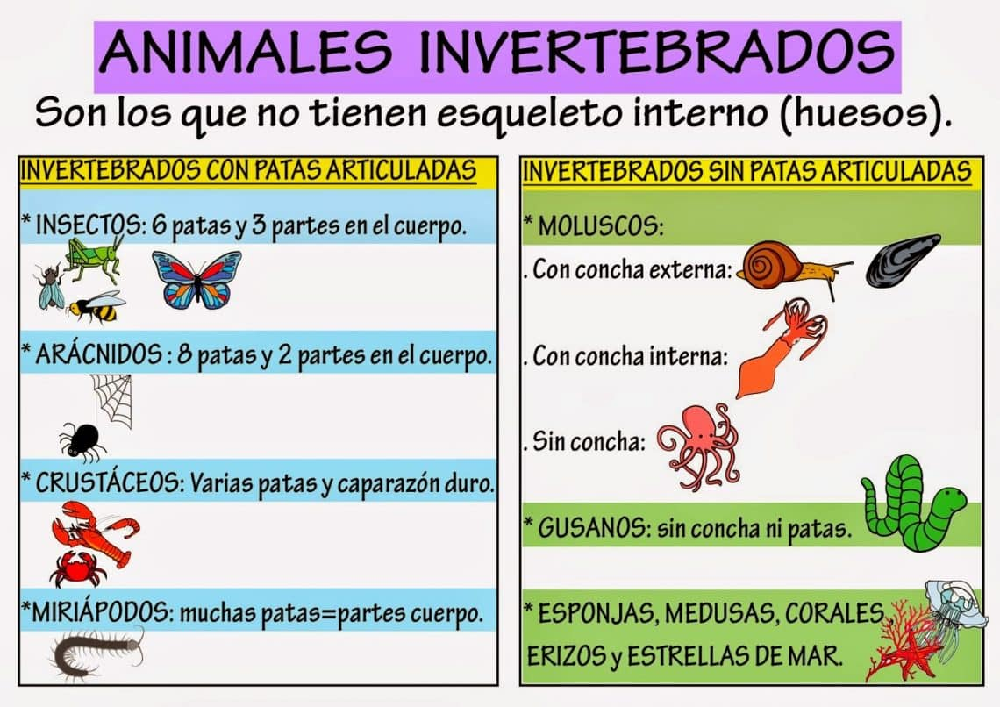 ANIMALES INVERTEBRADOS
Son los que no tienen esqueleto interno (huesos).
INVERTEBRADOS CON PATAS ARTICULADAS
* INSECTOS: 6 patas y 3 partes en el cuerpo.
* ARÁCNIDOS : 8 patas y 2 partes en el cuerpo.
* CRUSTÁCEOS: Varias patas y caparazón duro.
*MIRIÁPODOS: muchas patas=partes cuerpo.
INVERTEBRADOS SIN PATAS ARTICULADAS
* MOLUSCOS:
. Con concha externa:
. Con concha interna:
. Sin concha:
* GUSANOS: sin concha ni patas.
* ESPONJAS, MEDUSAS, CORALES,
ERIZOS y ESTRELLAS DE MAR.